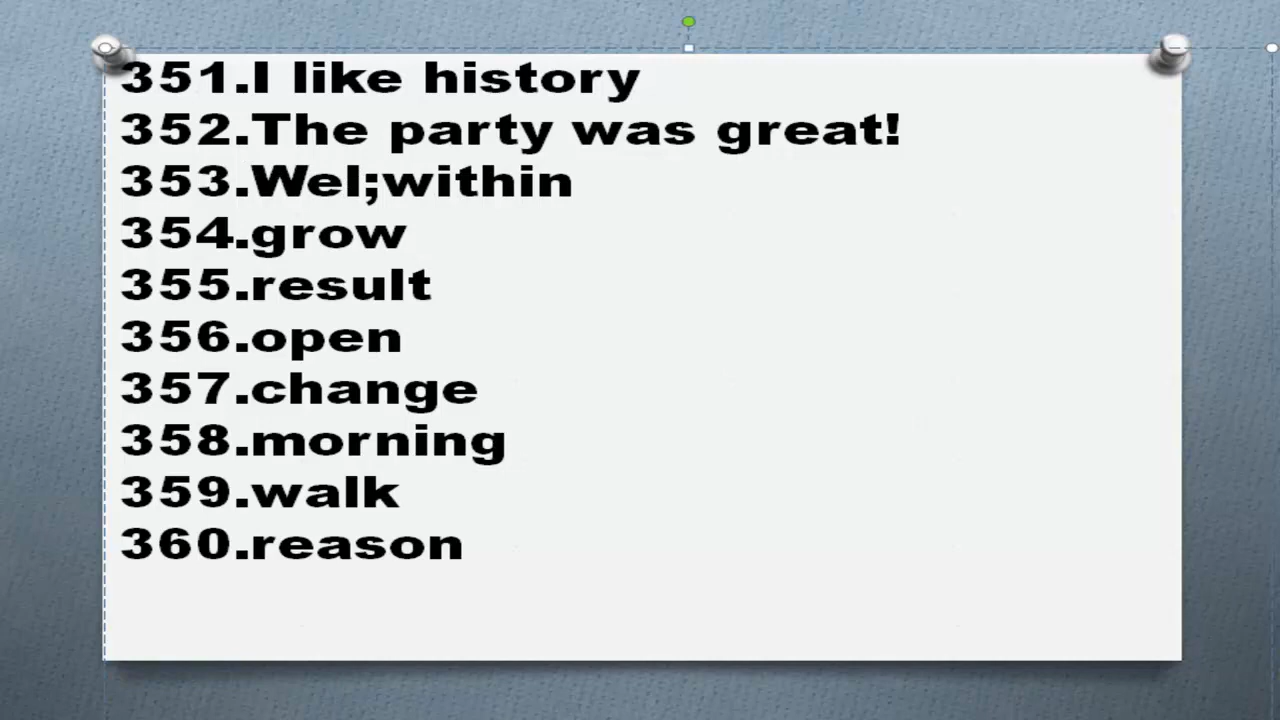 351.I like history
352.The party was great!
353.Wel;within
354.grow
355.result
356.open
357.change
358.morning
359.walk
360.reason